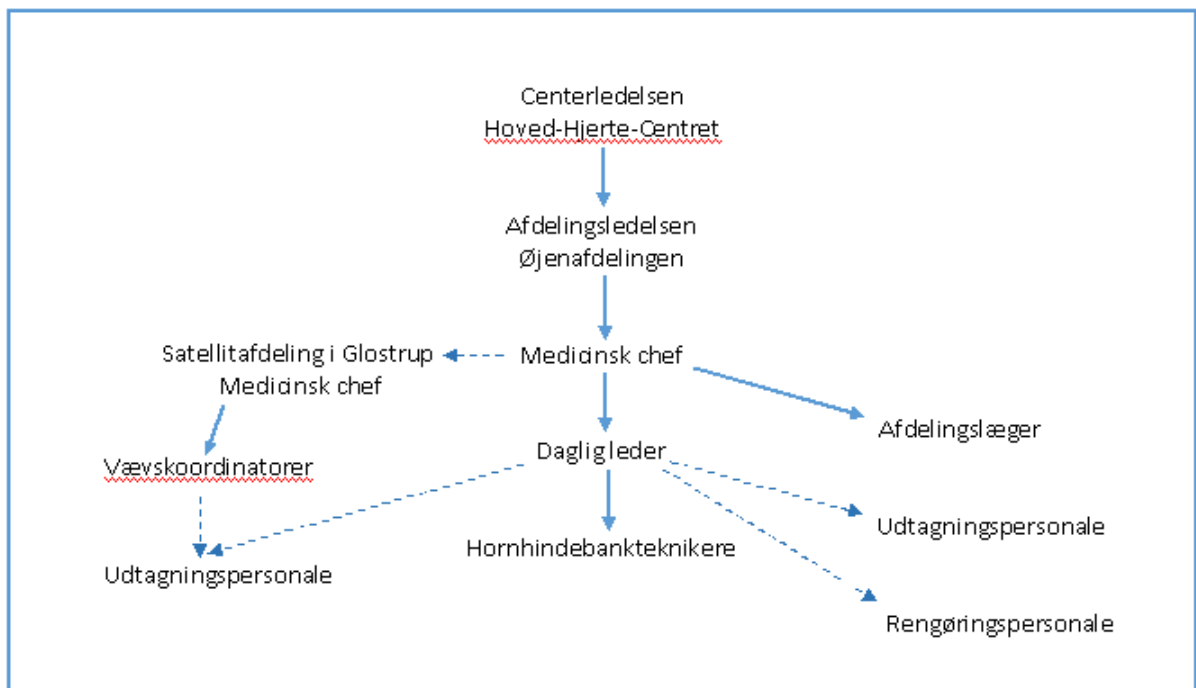 Centerledelsen
Hoved-Hjerte-Centret
Afdelingsledelsen
Øjenafdelingen
Satellitafdeling i Glostrup
Medicinsk chef
Medicinsk chef
Afdelingslæger
Daglig leder
Vævskoordinatorer
Udtagningspersonale
Hornhindebankteknikere
Udtagningspersonale
Rengøringspersonale